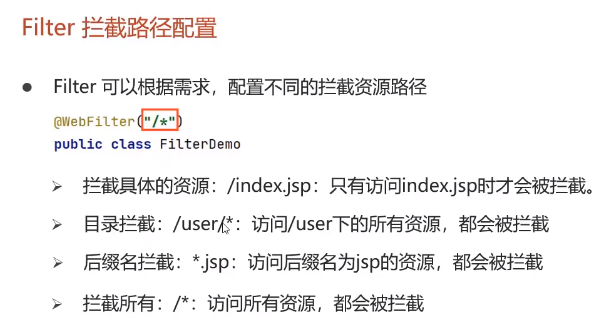 Filter 拦截路径配置
Filter 可以根据需求，配置不同的拦截资源路径
@WebFilter("/*")
public class FilterDemo
拦截具体的资源：/index.jsp：只有访问index.jsp时才会被拦截。
目录拦截：/user/*：访问/user下的所有资源，都会被拦截
后缀名拦截：*.jsp：访问后缀名为jsp的资源，都会被拦截
拦截所有：/*：访问所有资源，都会被拦截